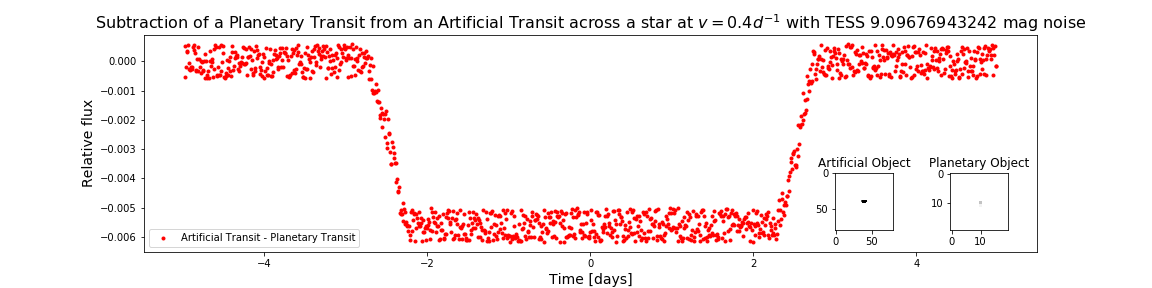 Subtraction of a Planetary Transit from an Artificial Transit across a star at v = 0.4d⁻¹ with TESS 9.09676943242 mag noise
0.000
−0.001
−0.002
−0.003
−0.004
−0.005
−0.006
Relative flux
Artificial Object
0
50
0 50
Planetary Object
0
10
0 10
Artificial Transit - Planetary Transit
−4 −2 0 2 4
Time [days]